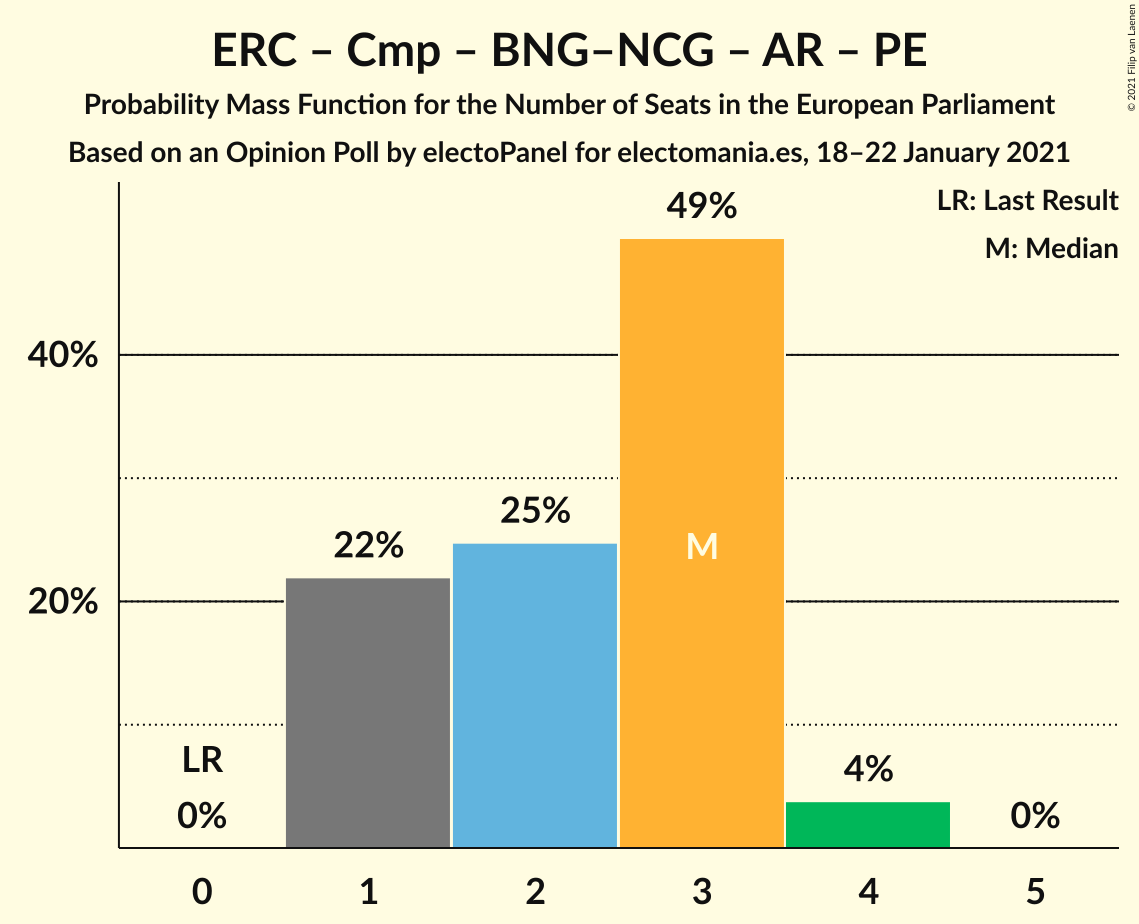 ERC – Cmp – BNG–NCG – AR – PE
Probability Mass Function for the Number of Seats in the European Parliament
Based on an Opinion Poll by electoPanel for electomania.es, 18–22 January 2021
© 2021 Filip van Laenen
LR: Last Result
M: Median
49%
40%
25%
22%
M
20%
LR
0%
4%
0%
0 1 2 3 4 5